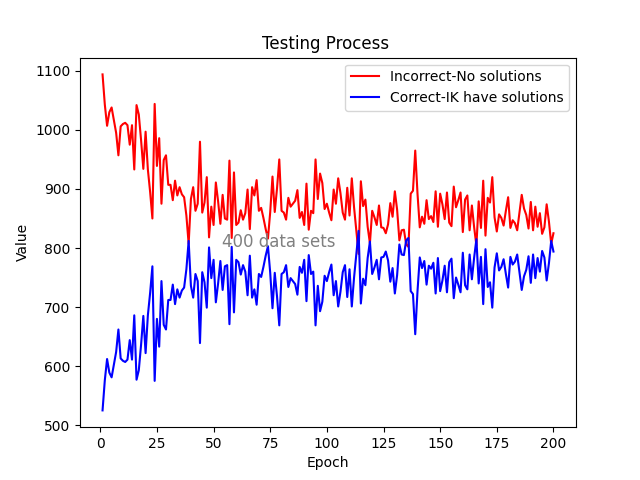 Testing Process
Incorrect-No solutions
Correct-IK have solutions
1100
1000
900
800
700
600
500
Value
400 data sets
0
25
50
75
100
125
150
175
200
Epoch